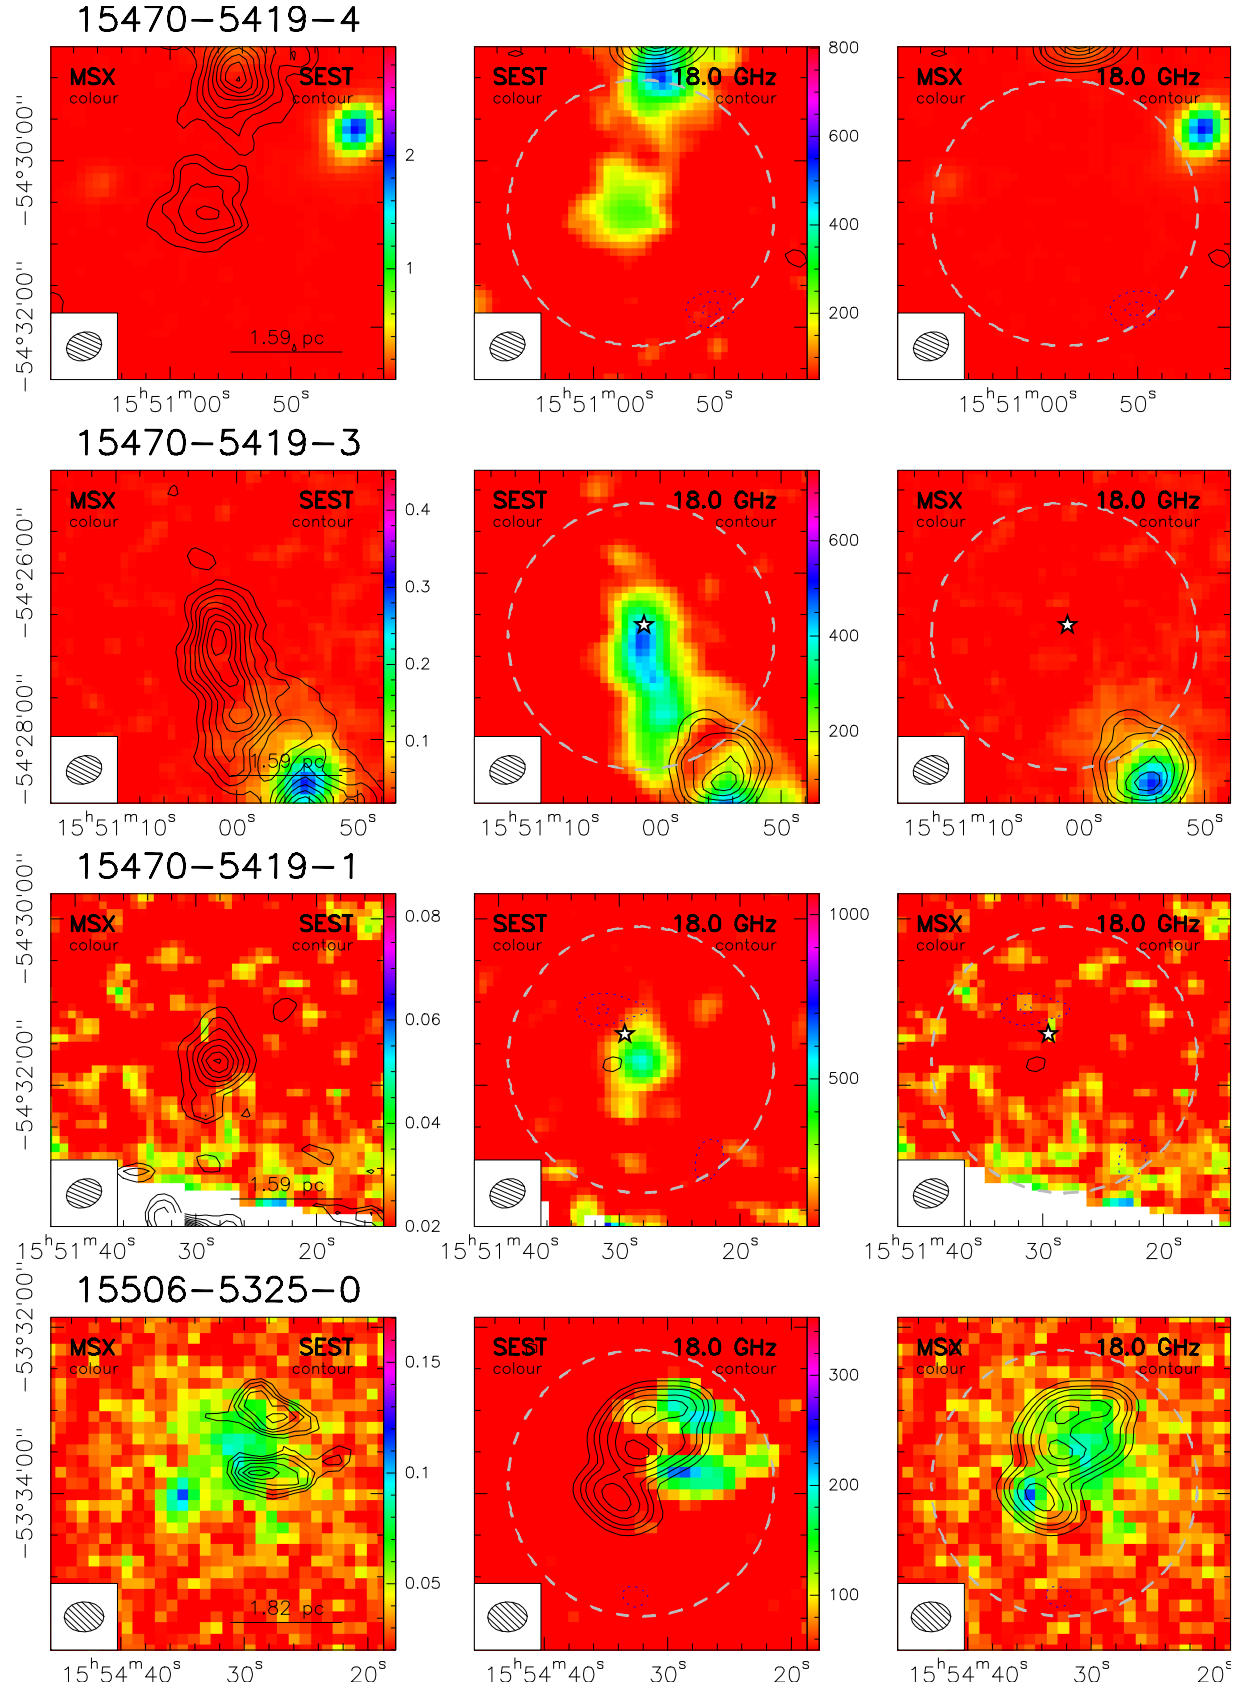 15470−5419−4
MSX SEST
colour contour
SEST 18.0 GHz
colour contour
MSX 18.0 GHz
colour contour
−54°30'00''
−54°32'00''
2
1
800
600
400
200
1.59 pc
15ʰ51ᵐ00ˢ 50ˢ
15ʰ51ᵐ00ˢ 50ˢ
15ʰ51ᵐ00ˢ 50ˢ
15470−5419−3
MSX SEST
colour contour
SEST 18.0 GHz
colour contour
MSX 18.0 GHz
colour contour
−54°26'00''
−54°28'00''
0.4
0.3
0.2
0.1
600
400
200
1.59 pc
15ʰ51ᵐ10ˢ 00ˢ 50ˢ
15ʰ51ᵐ10ˢ 00ˢ 50ˢ
15ʰ51ᵐ10ˢ 00ˢ 50ˢ
15470−5419−1
MSX SEST
colour contour
SEST 18.0 GHz
colour contour
MSX 18.0 GHz
colour contour
−54°30'00''
−54°32'00''
0.08
0.06
0.04
0.02
1000
500
1.59 pc
15ʰ51ᵐ40ˢ 30ˢ 20ˢ
15ʰ51ᵐ40ˢ 30ˢ 20ˢ
15ʰ51ᵐ40ˢ 30ˢ 20ˢ
15506−5325−0
MSX SEST
colour contour
SEST 18.0 GHz
colour contour
MSX 18.0 GHz
colour contour
−53°32'00''
−53°34'00''
0.15
0.1
0.05
300
200
100
1.82 pc
15ʰ54ᵐ40ˢ 30ˢ 20ˢ
15ʰ54ᵐ40ˢ 30ˢ 20ˢ
15ʰ54ᵐ40ˢ 30ˢ 20ˢ